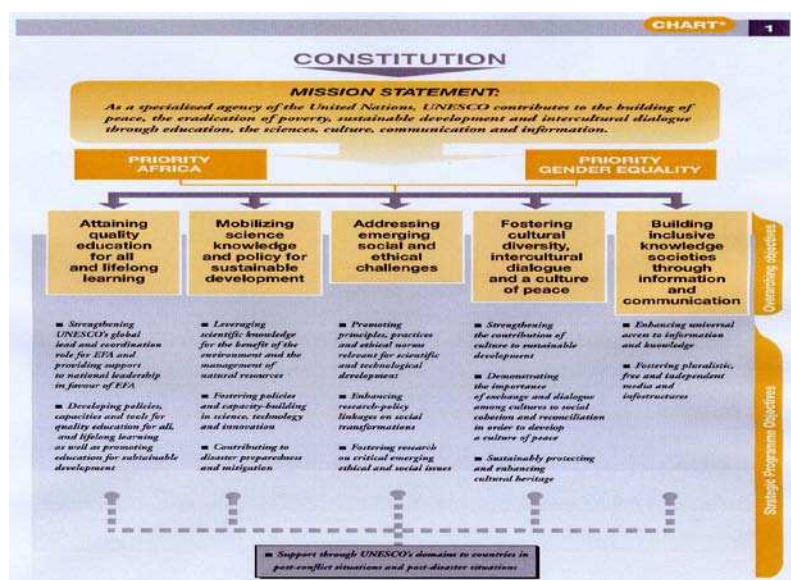 CHART*
1
CONSTITUTION
MISSION STATEMENT:
As a specialized agency of the United Nations, UNESCO contributes to the building of
peace, the eradication of poverty, sustainable development and intercultural dialogue
through education, the sciences, culture, communication and information.
PRIORITY
AFRICA
PRIORITY
GENDER EQUALITY
Attaining
quality
education
for all
and lifelong
learning
Mobilizing
science
knowledge
and policy for
sustainable
development
Addressing
emerging
social and
ethical
challenges
Fostering
cultural
diversity,
intercultural
dialogue
and a culture
of peace
Building
inclusive
knowledge
societies
through
information
and
communication
Overarching objectives
■ Strengthening
UNESCO's global
lead and coordination
role for EFA and
providing support
to national leadership
in favour of EFA
■ Developing policies,
capacities and tools for
quality education for all,
and lifelong learning
as well as promoting
education for sustainable
development
■ Leveraging
scientific knowledge
for the benefit of the
environment and the
management of
natural resources
■ Fostering policies
and capacity-building
in science, technology
and innovation
■ Contributing to
disaster preparedness
and mitigation
■ Promoting
principles, practices
and ethical norms
relevant for scientific
and technological
development
■ Enhancing
research-policy
linkages on social
transformations
■ Fostering research
on critical emerging
ethical and social issues
■ Strengthening
the contribution of
culture to sustainable
development
■ Demonstrating
the importance
of exchange and dialogue
among cultures to social
cohesion and reconciliation
in order to develop
a culture of peace
■ Sustainably protecting
and enhancing
cultural heritage
■ Enhancing universal
access to information
and knowledge
■ Fostering pluralistic,
free and independent
media and
infostructures
Strategic Programme Objectives
■ Support through UNESCO's domains to countries in
post-conflict situations and post-disaster situations